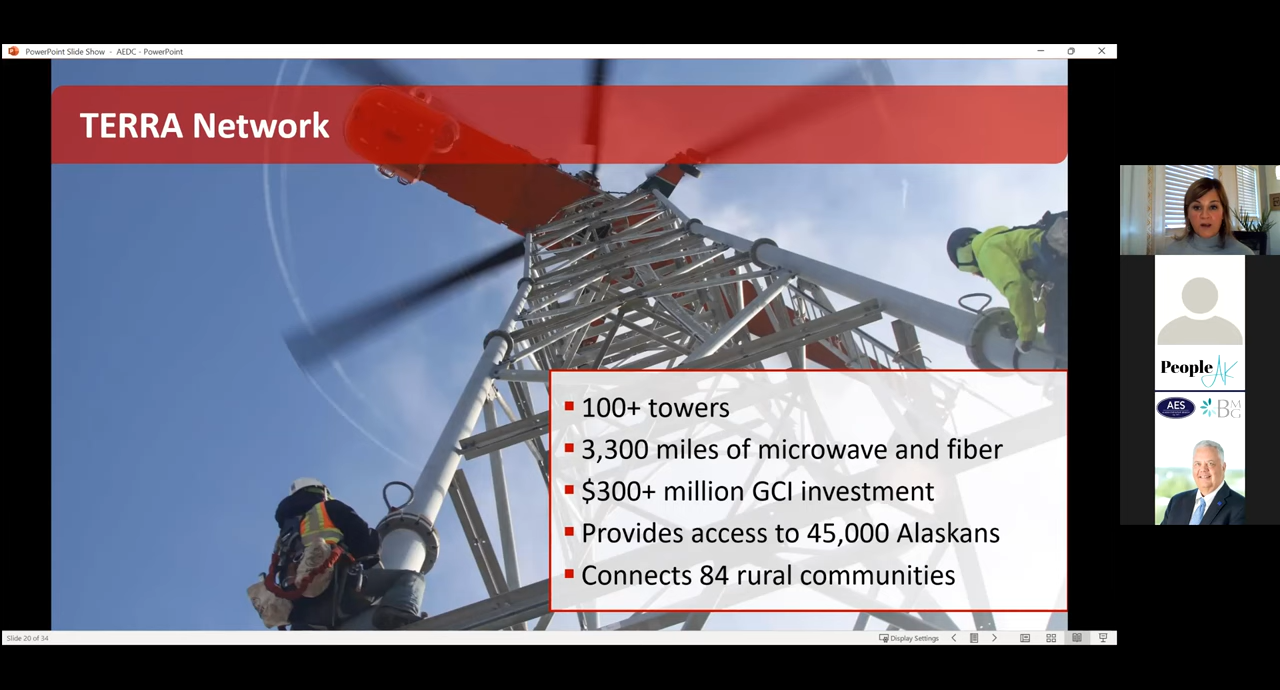 PowerPoint Slide Show - AEDC - PowerPoint
TERRA Network
100+ towers
3,300 miles of microwave and fiber
$300+ million GCI investment
Provides access to 45,000 Alaskans
Connects 84 rural communities
People AK
AES
BMG
Slide 20 of 34
Display Settings